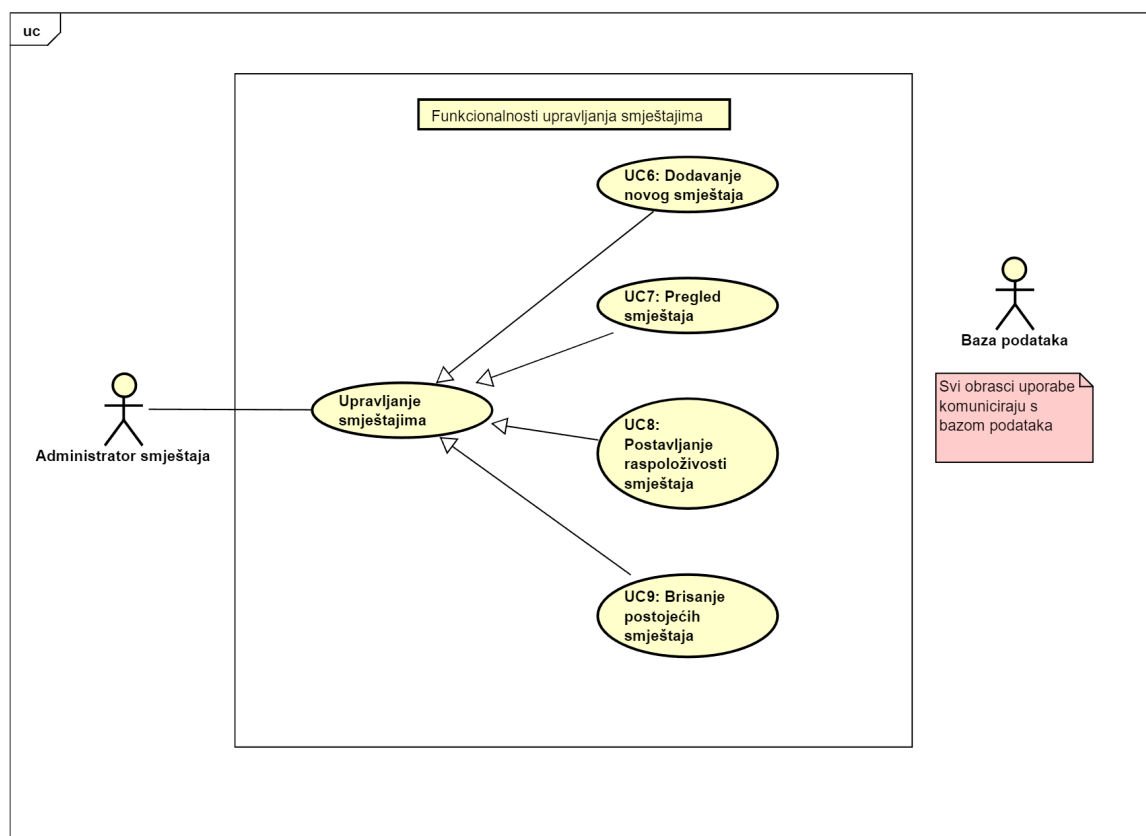 uc
Funkcionalnosti upravljanja smještajima
UC6: Dodavanje
novog smještaja
UC7: Pregled
smještaja
Baza podataka
Svi obrasci uporabe
komuniciraju s
bazom podataka
Upravljanje
smještajima
Administrator smještaja
UC8:
Postavljanje
raspoloživosti
smještaja
UC9: Brisanje
postojećih
smještaja